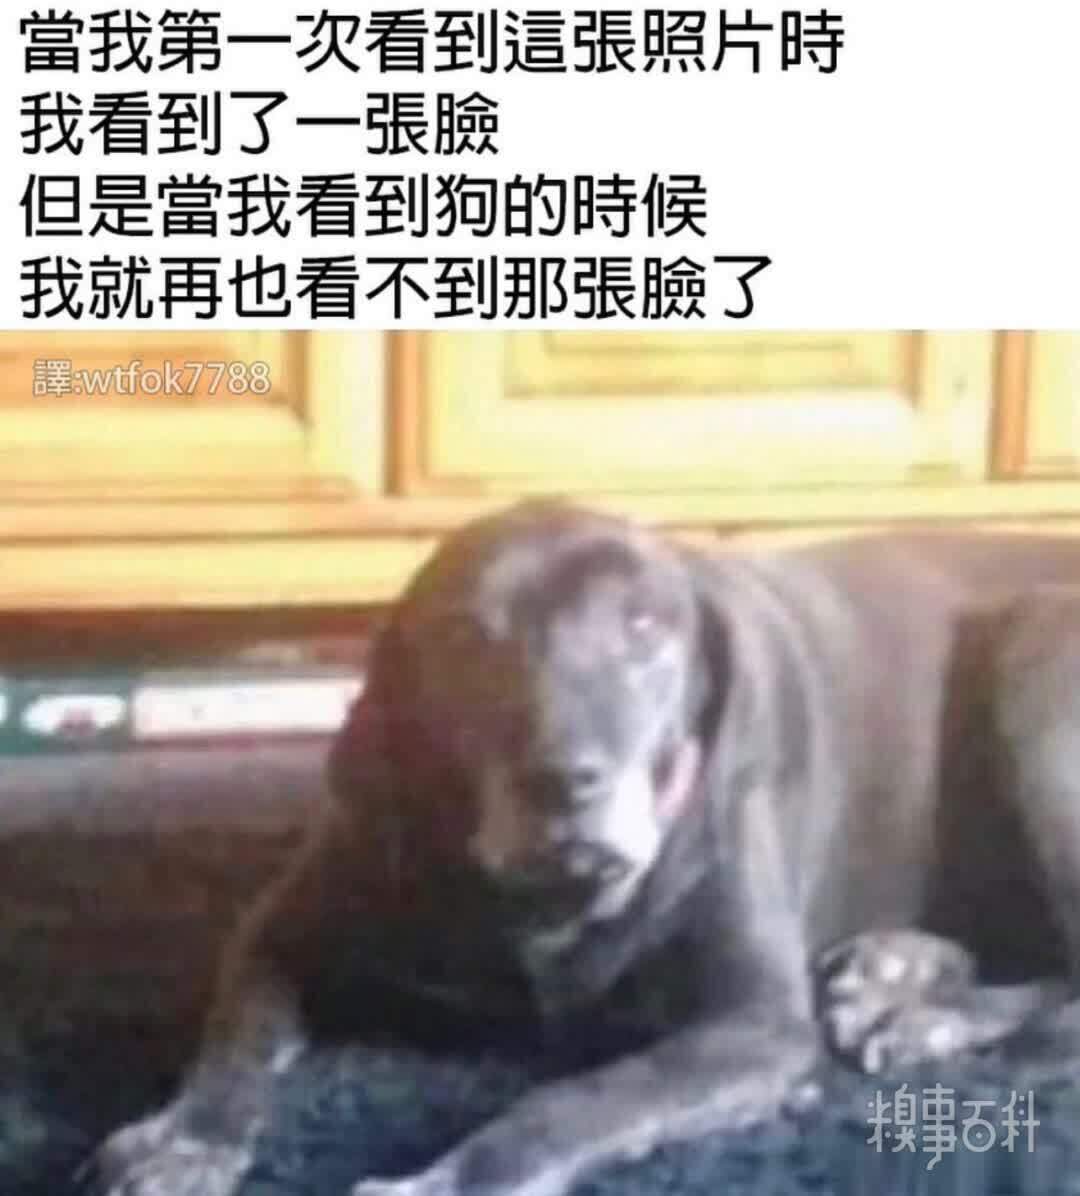 當我第一次看到這張照片時
我看到了一張臉
但是當我看到狗的時候
我就再也看不到那張臉了
譯:wtfok7788
糗事百科